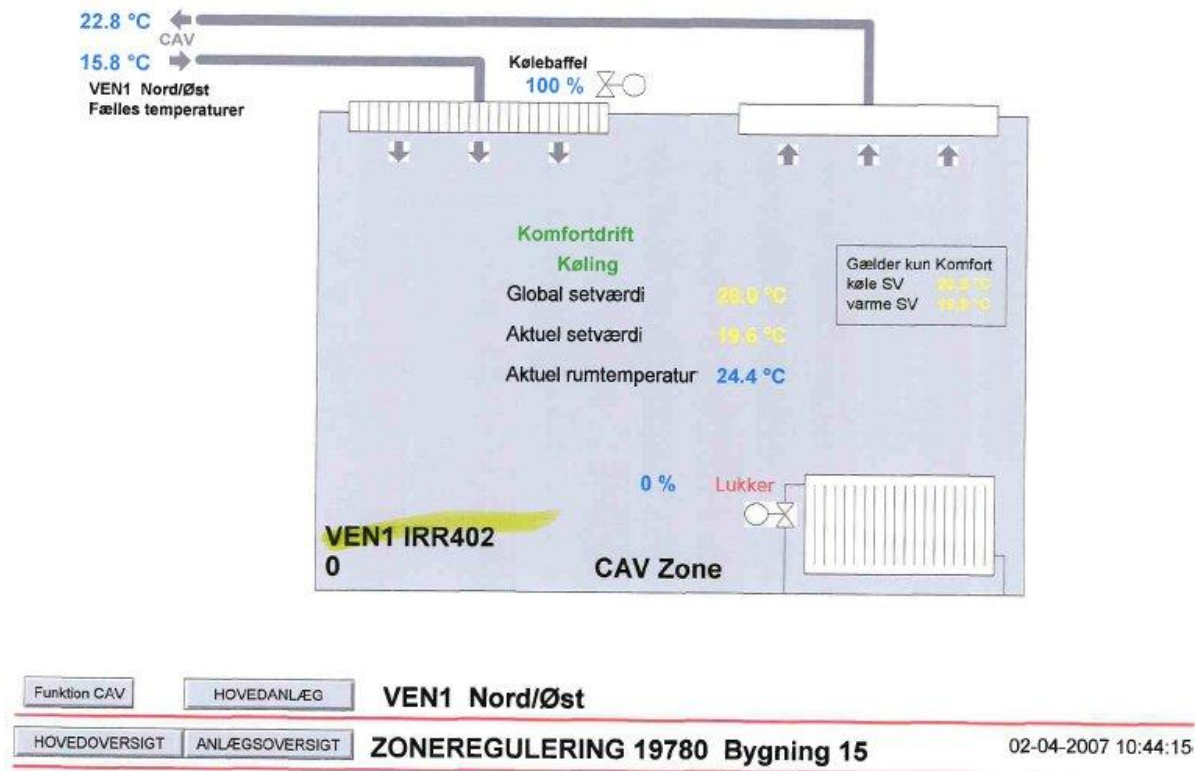 22.8 °C
CAV
15.8 °C
VEN1 Nord/Øst
Fælles temperaturer
Kølebaffel
100 %
Komfortdrift
Køling
Global setværdi
Aktuel setværdi 19.6 °C
Aktuel rumtemperatur 24.4 °C
Gælder kun Komfort
køle SV
varme SV
0 % Lukker
VEN1 IRR402
0
CAV Zone
Funktion CAV HOVEDANLÆG VEN1 Nord/Øst
HOVEDOVERSIGT ANLÆGSOVERSIGT ZONEREGULERING 19780 Bygning 15 02-04-2007 10:44:15